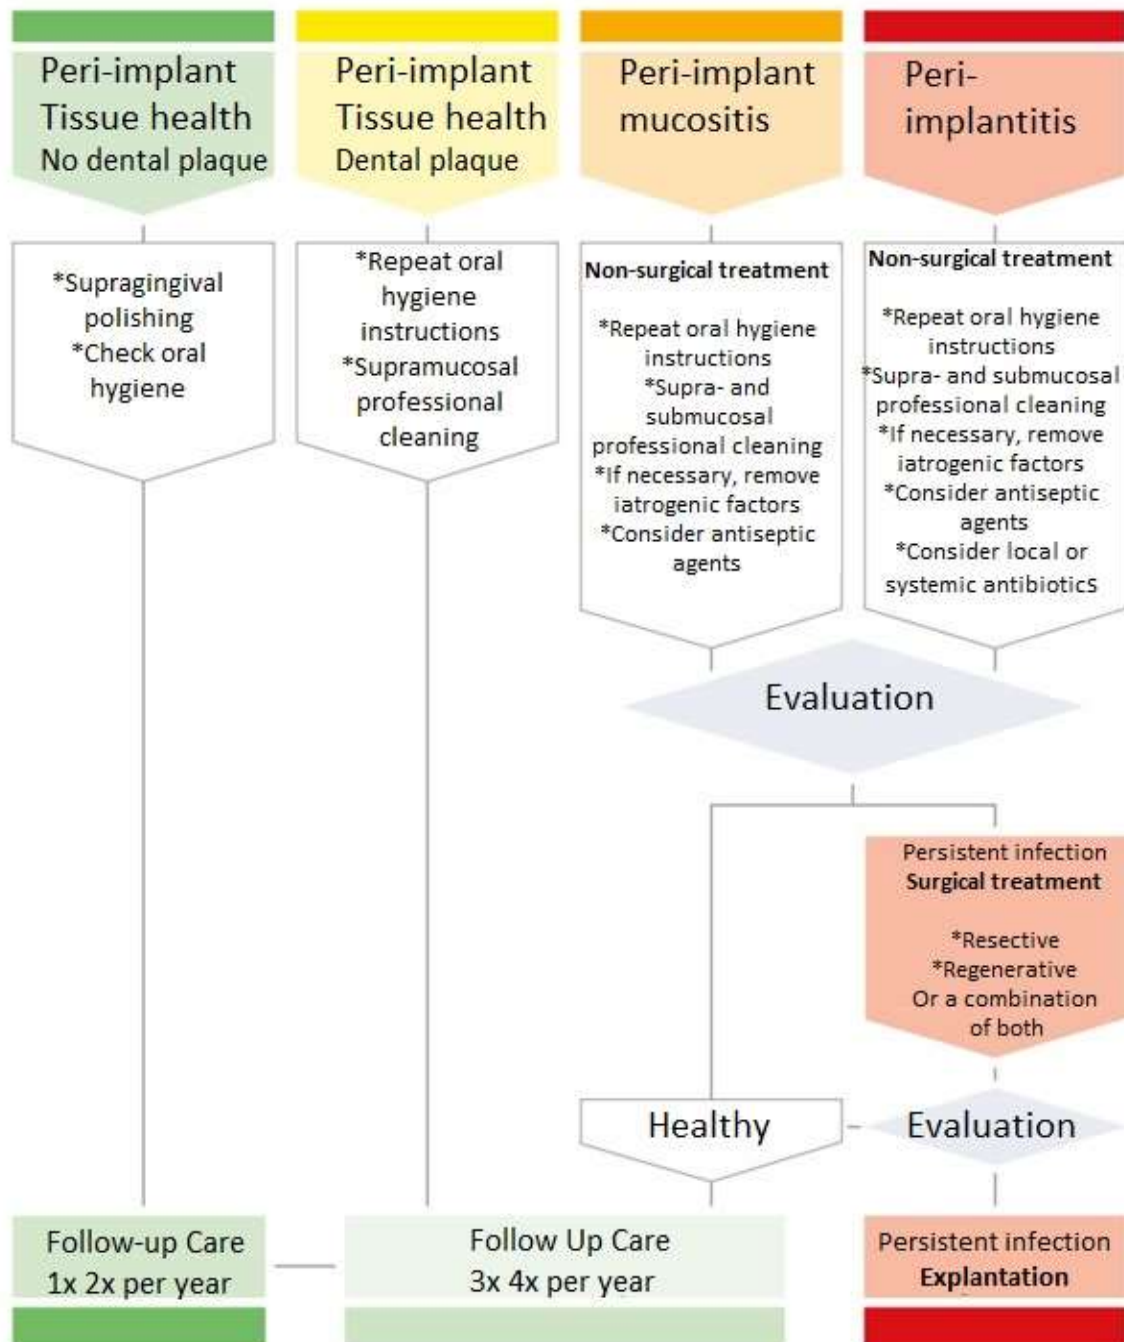 Peri-implant
Tissue health
No dental plaque
Peri-implant
Tissue health
Dental plaque
Peri-implant
mucositis
Peri-
implantitis
*Supragingival
polishing
*Check oral
hygiene
*Repeat oral
hygiene
instructions
*Supramucosal
professional
cleaning
Non-surgical treatment
*Repeat oral hygiene
instructions
*Supra- and
submucosal
professional cleaning
*If necessary, remove
iatrogenic factors
*Consider antiseptic
agents
Non-surgical treatment
*Repeat oral hygiene
instructions
*Supra- and submucosal
professional cleaning
*If necessary, remove
iatrogenic factors
*Consider antiseptic
agents
*Consider local or
systemic antibiotics
Evaluation
Persistent infection
Surgical treatment
*Resective
*Regenerative
Or a combination
of both
Healthy
Evaluation
Follow-up Care
1x 2x per year
Follow Up Care
3x 4x per year
Persistent infection
Explantation